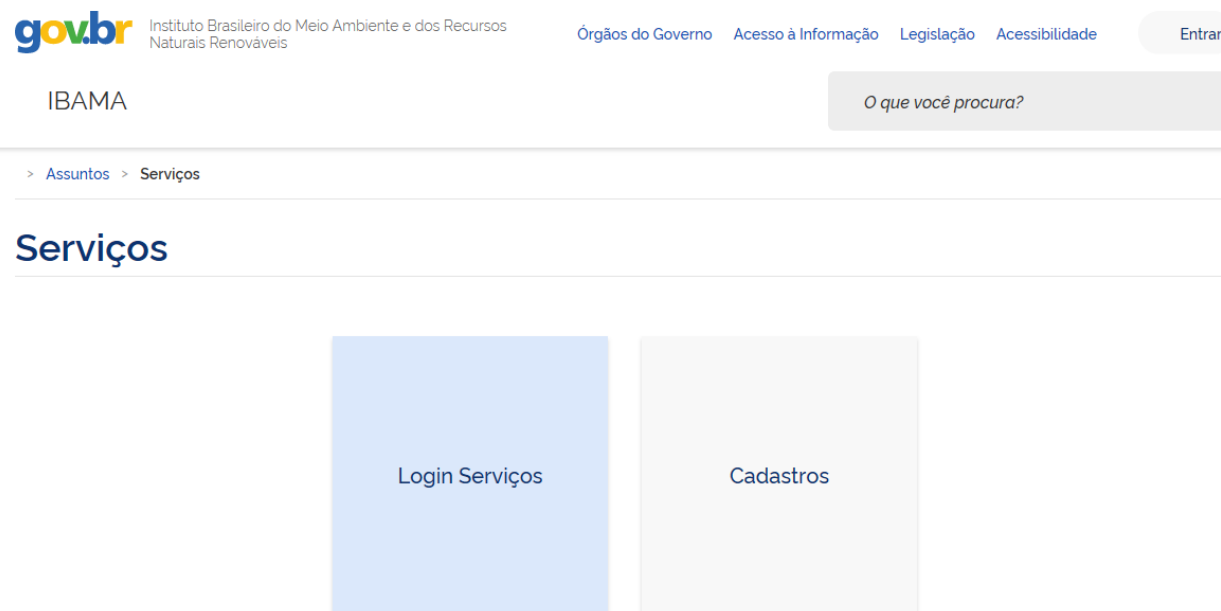 gov.br
Instituto Brasileiro do Meio Ambiente e dos Recursos
Naturais Renováveis
Órgãos do Governo Acesso à Informação Legislação Acessibilidade Entrar
IBAMA
O que você procura?
> Assuntos > Serviços
Serviços
Login Serviços
Cadastros